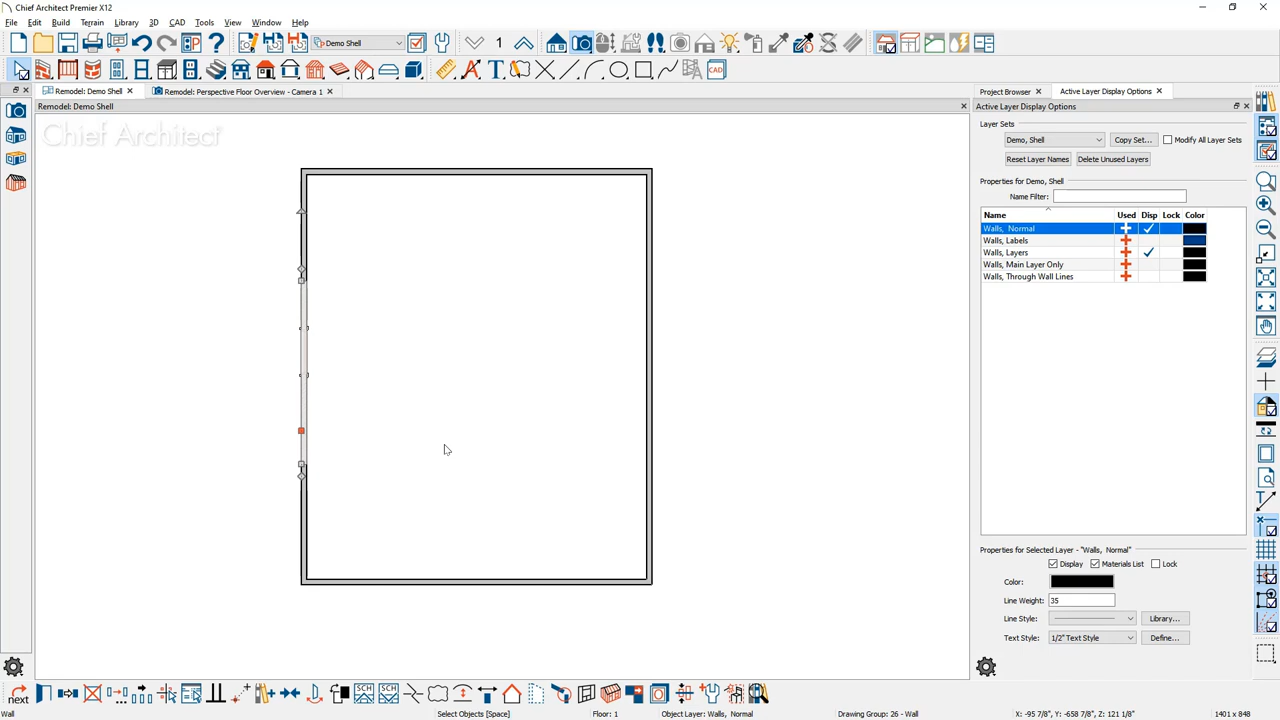 Chief Architect Premier X12
File Edit Build Terrain Library 3D CAD Tools View Window Help
1 Demo Shell
CAD
Remodel: Demo Shell Remodel: Perspective Floor Overview - Camera 1 Project Browser Active Layer Display Options
Remodel: Demo Shell Active Layer Display Options
Chief Architect
Layer Sets
Demo, Shell Copy Set... Modify All Layer Sets
Reset Layer Names Delete Unused Layers
Properties for Demo, Shell
Name Filter:
Name Used Disp Lock Color
Walls, Normal
Walls, Labels
Walls, Layers
Walls, Main Layer Only
Walls, Through Wall Lines
Properties for Selected Layer - "Walls, Normal"
Display Materials List Lock
Color:
Line Weight: 35
Line Style: Library...
Text Style: 1/2" Text Style Define...
next SCH SCH
Wall Select Objects [Space] Floor: 1 Object Layer: Walls, Normal Drawing Group: 26 - Wall X: -95 7/8", Y: -658 7/8", Z: 121 1/8" 1401 x 848